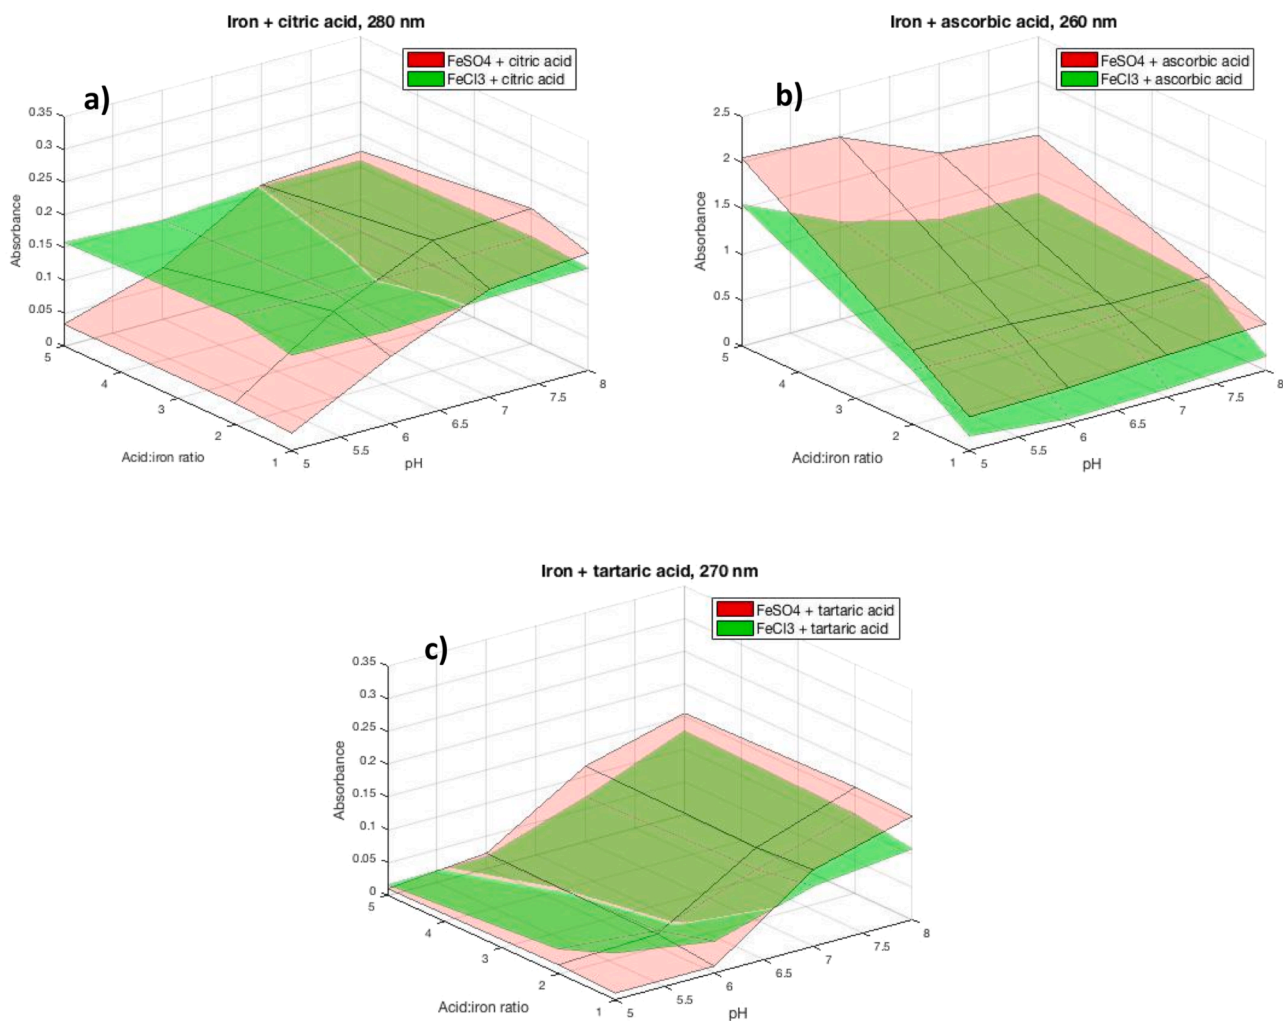 Iron + citric acid, 280 nm
a)
FeSO4 + citric acid
FeCl3 + citric acid
0.35
0.3
0.25
0.2
0.15
0.1
0.05
0
Absorbance
5
4
3
2
1
Acid:iron ratio
5
5.5
6
6.5
7
7.5
8
pH
Iron + ascorbic acid, 260 nm
b)
FeSO4 + ascorbic acid
FeCl3 + ascorbic acid
2.5
2
1.5
1
0.5
0
Absorbance
5
4
3
2
1
Acid:iron ratio
5
5.5
6
6.5
7
7.5
8
pH
Iron + tartaric acid, 270 nm
c)
FeSO4 + tartaric acid
FeCl3 + tartaric acid
0.35
0.3
0.25
0.2
0.15
0.1
0.05
0
Absorbance
5
4
3
2
1
Acid:iron ratio
5
5.5
6
6.5
7
7.5
8
pH